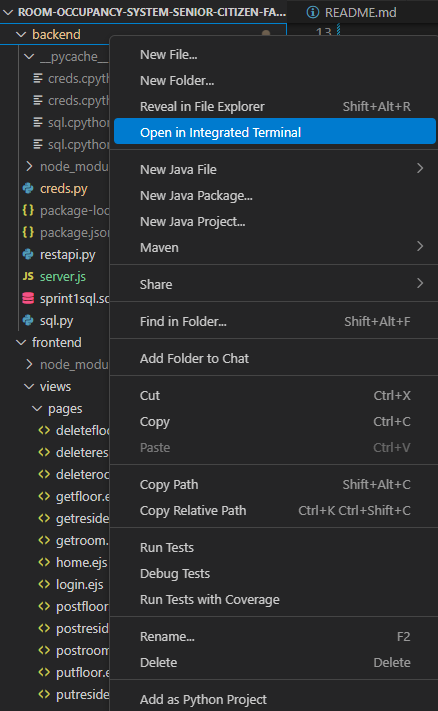 ROOM-OCCUPANCY-SYSTEM-SENIOR-CITIZEN-FA...
README.md
13
backend
__pycache__
creds.cpyth
creds.cpyth
sql.cpython
sql.cpython
node_modu
creds.py
package-loc
package.json
restapi.py
server.js
sprint1sql.sq
sql.py
frontend
node_modu
views
pages
deleteflo
deleteres
deleteroo
getfloor.e
getreside
getroom.
home.ejs
login.ejs
postfloor
postresid
postroom
putfloor.e
putreside
New File...
New Folder...
Reveal in File Explorer Shift+Alt+R
Open in Integrated Terminal
New Java File
New Java Package...
New Java Project...
Maven
Share
Find in Folder... Shift+Alt+F
Add Folder to Chat
Cut Ctrl+X
Copy Ctrl+C
Paste Ctrl+V
Copy Path Shift+Alt+C
Copy Relative Path Ctrl+K Ctrl+Shift+C
Run Tests
Debug Tests
Run Tests with Coverage
Rename... F2
Delete Delete
Add as Python Project